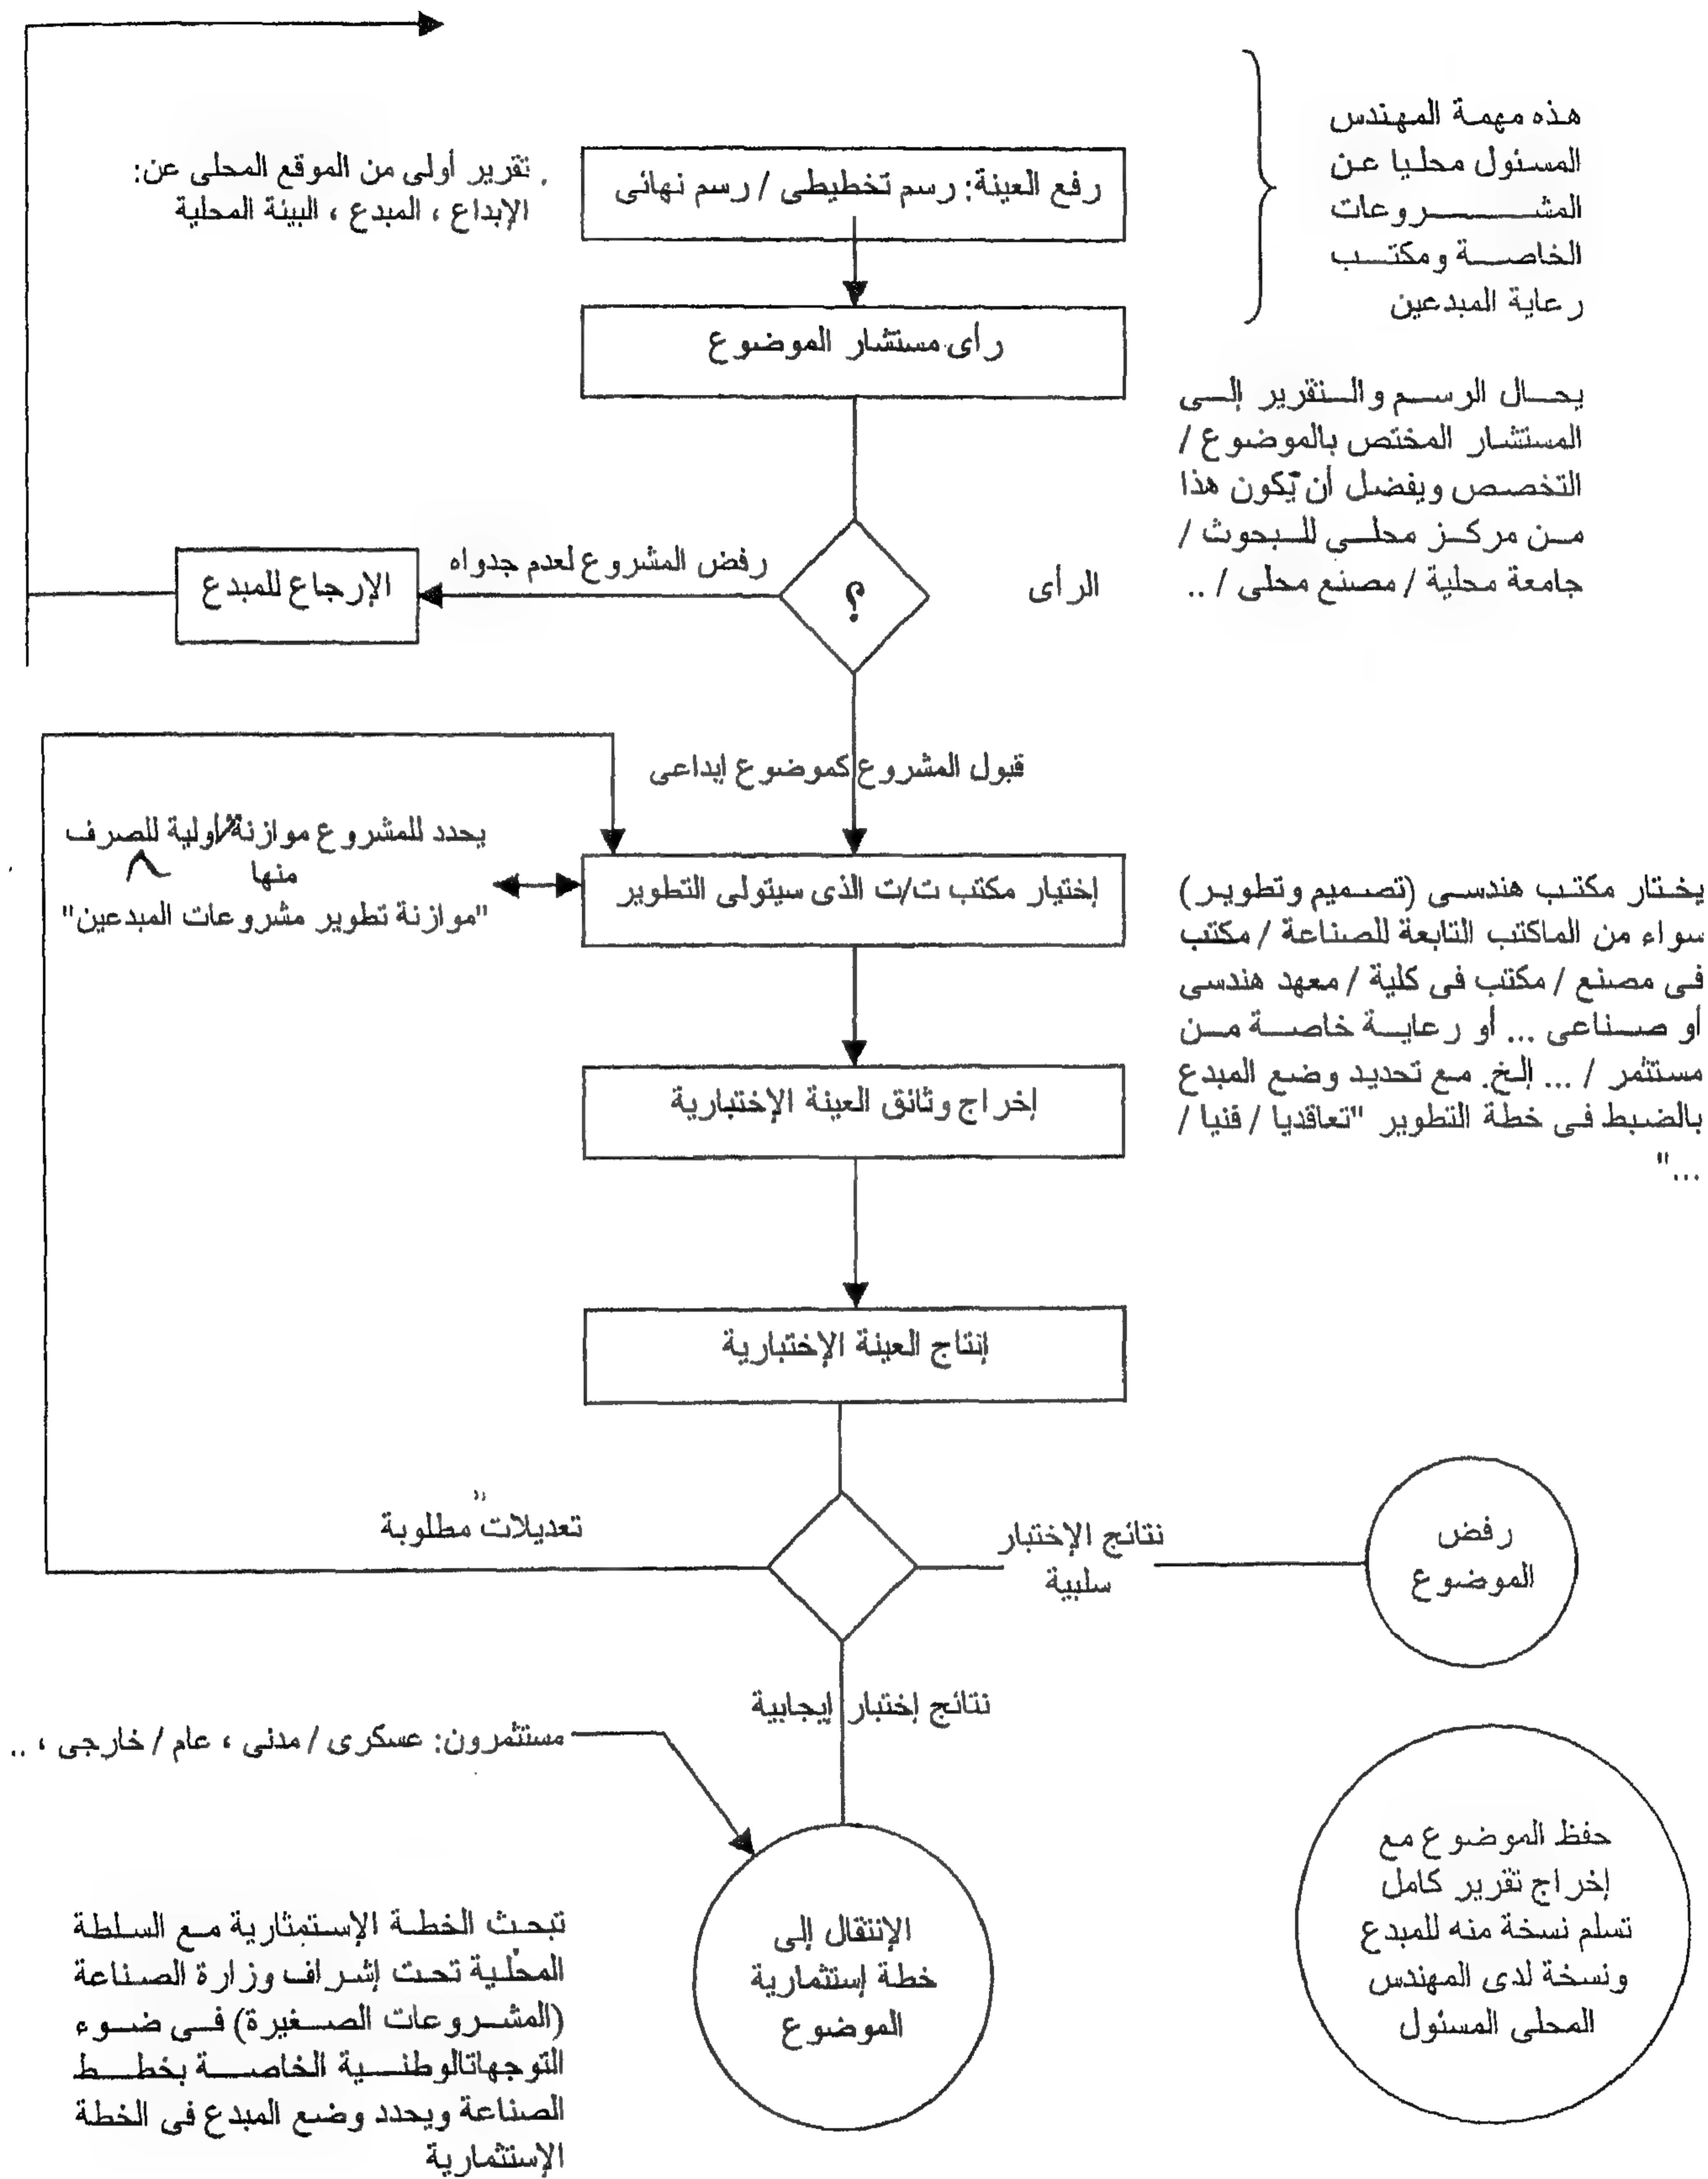 هذه مهمة المهندس
المسئول محليا عن
المشروعات
الخاصة ومكتب
رعاية المبدعين
رفع العينة: رسم تخطيطى / رسم نهائى
تقرير أولى من الموقع المحلى عن:
الإبداع ، المبدع ، البيئة المحلية
رأى مستشار الموضوع
يحال الرسم والتقرير إلى
المستشار المختص بالموضوع /
التخصص ويفضل أن يكون هذا
من مركز محلى للبحوث /
جامعة محلية / مصنع محلى / ..
الرأى
؟
رفض المشروع لعدم جدواه
الإرجاع للمبدع
قبول المشروع كموضوع إبداعى
إختيار مكتب ت/ت الذى سيتولى التطوير
يحدد للمشروع موازنة أولية للصرف
منها
"موازنة تطوير مشروعات المبدعين"
يختار مكتب هندسى (تصميم وتطوير)
سواء من الماكتب التابعة للصناعة / مكتب
فى مصنع / مكتب فى كلية / معهد هندسى
أو صناعى ... أو رعاية خاصة من
مستثمر / ... إلخ. مع تحديد وضع المبدع
بالضبط فى خطة التطوير "تعاقديا / فنيا /
..."
إخراج وثائق العينة الإختبارية
إنتاج العينة الإختبارية
تعديلات مطلوبة
نتائج الإختبار
سلبية
رفض
الموضوع
نتائج إختبار إيجابية
مستثمرون: عسكرى / مدنى ، عام / خارجى ، ..
حفظ الموضوع مع
إخراج تقرير كامل
تسلم نسخة منه للمبدع
ونسخة لدى المهندس
المحلى المسئول
الإنتقال إلى
خطة إستثمارية
الموضوع
تبحث الخطة الإستمثارية مع السلطة
المحلية تحت إشراف وزارة الصناعة
(المشروعات الصغيرة) فى ضوء
التوجهاتالوطنية الخاصة بخطط
الصناعة ويحدد وضع المبدع فى الخطة
الإستثمارية